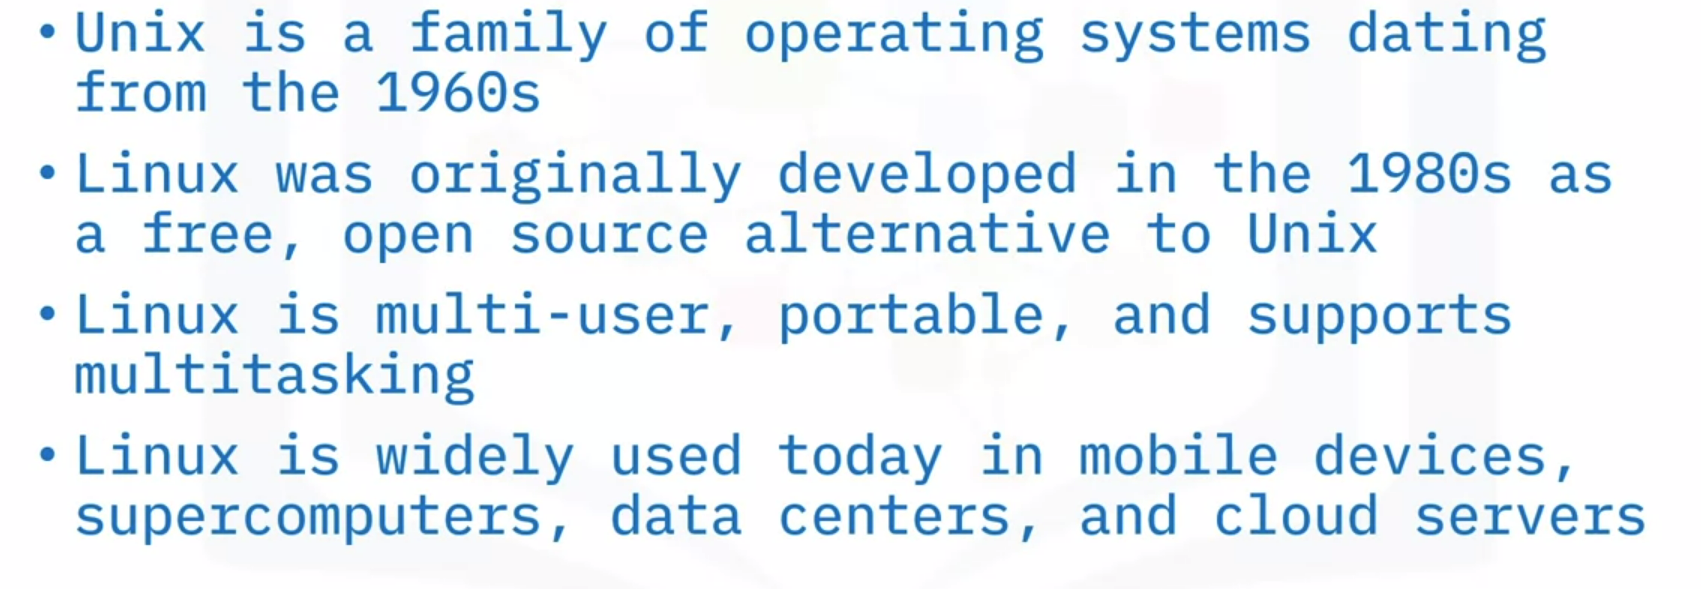 • Unix is a family of operating systems dating
from the 1960s
• Linux was originally developed in the 1980s as
a free, open source alternative to Unix
• Linux is multi-user, portable, and supports
multitasking
• Linux is widely used today in mobile devices,
supercomputers, data centers, and cloud servers